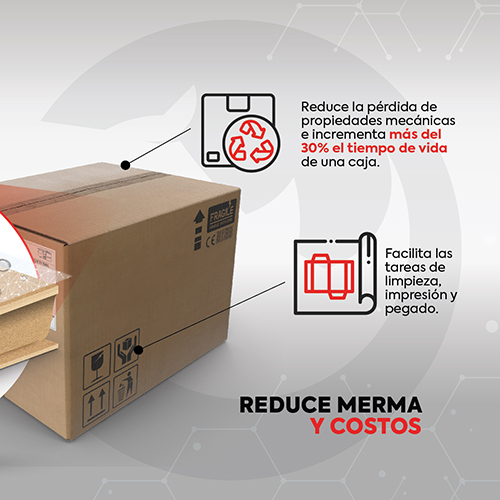 Reduce la pérdida de
propiedades mecánicas
e incrementa más del
30% el tiempo de vida
de una caja.
FRAGILE
Facilita las
tareas de
limpieza,
impresión y
pegado.
REDUCE MERMA
Y COSTOS